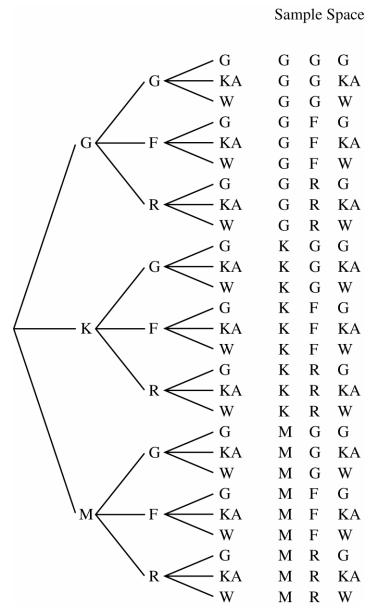 Sample Space
G G G G
G KA G G KA
W G G W
G G F G
G F KA G F KA
W G F W
G G R G
R KA G R KA
W G R W
G K G G
G KA K G KA
W K G W
G K F G
K F KA K F KA
W K F W
G K R G
R KA K R KA
W K R W
G M G G
G KA M G KA
W M G W
G M F G
M F KA M F KA
W M F W
G M R G
R KA M R KA
W M R W